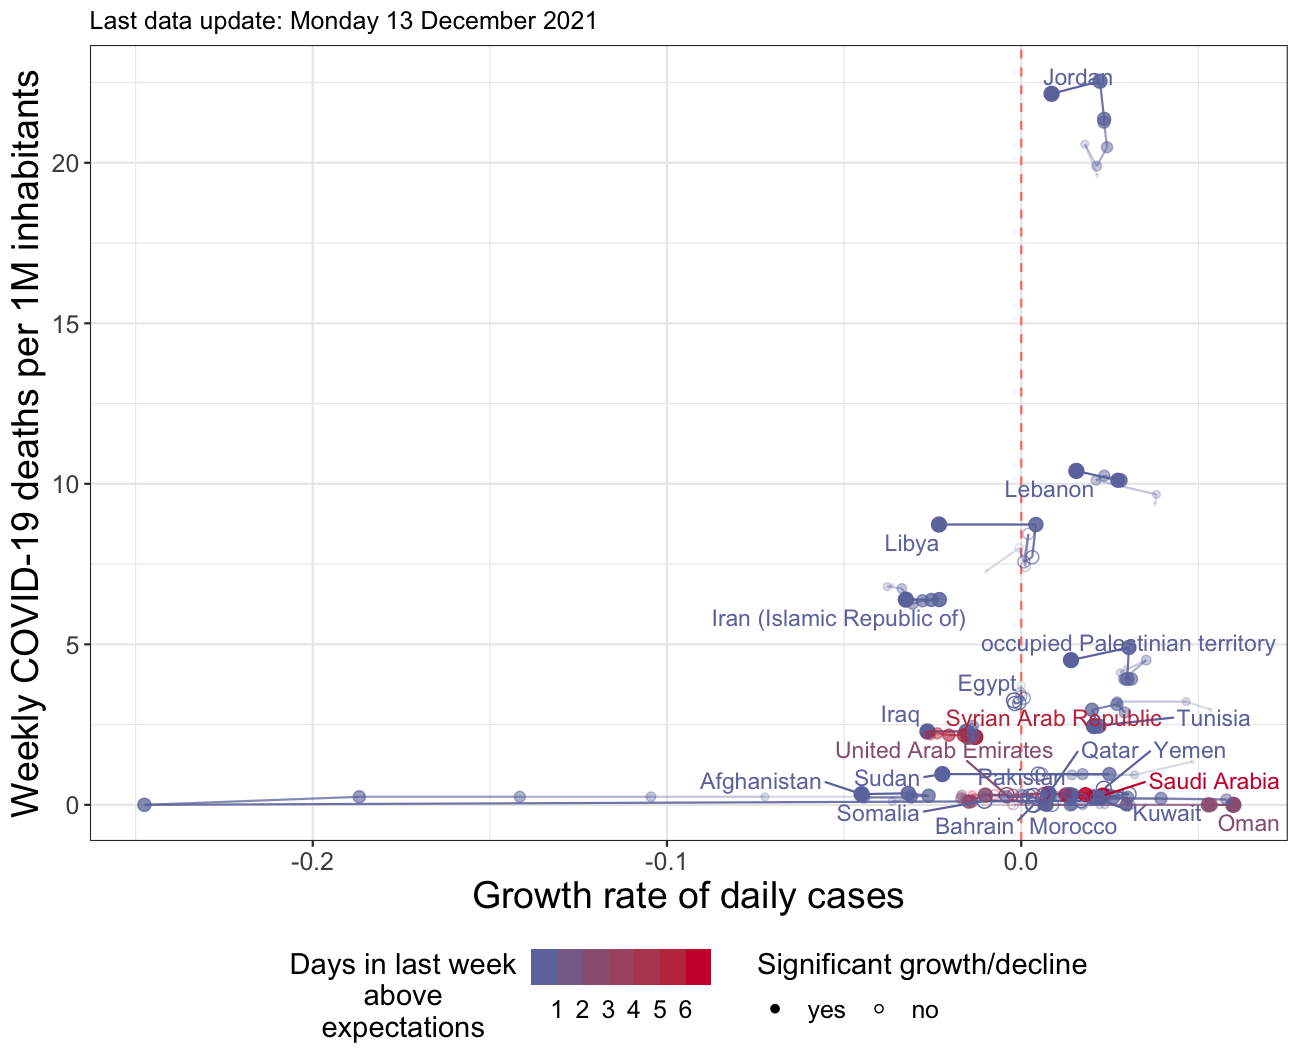 Last data update: Monday 13 December 2021
Weekly COVID-19 deaths per 1M inhabitants
20
15
10
5
0
Jordan
Lebanon
Libya
Iran (Islamic Republic of)
occupied Palestinian territory
Egypt
Iraq
Syrian Arab Republic
Tunisia
United Arab Emirates
Qatar
Yemen
Afghanistan
Sudan
Pakistan
Saudi Arabia
Somalia
Kuwait
Bahrain
Morocco
Oman
-0.2
-0.1
0.0
Growth rate of daily cases
Days in last week
above
expectations
1 2 3 4 5 6
Significant growth/decline
yes
no